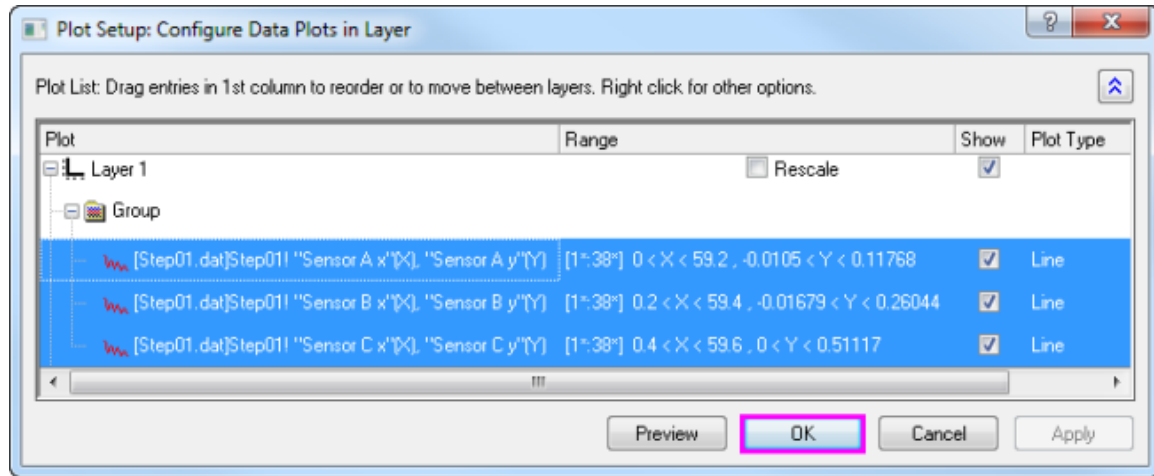 Plot Setup: Configure Data Plots in Layer
Plot List: Drag entries in 1st column to reorder or to move between layers. Right click for other options.
Plot Range Show Plot Type
Layer 1 Rescale
Group
[Step01.dat]Step01! "Sensor A x"(X), "Sensor A y"(Y) [1*:38*] 0 < X < 59.2 , -0.0105 < Y < 0.11768 Line
[Step01.dat]Step01! "Sensor B x"(X), "Sensor B y"(Y) [1*:38*] 0.2 < X < 59.4 , -0.01679 < Y < 0.26044 Line
[Step01.dat]Step01! "Sensor C x"(X), "Sensor C y"(Y) [1*:38*] 0.4 < X < 59.6 , 0 < Y < 0.51117 Line
Preview OK Cancel Apply